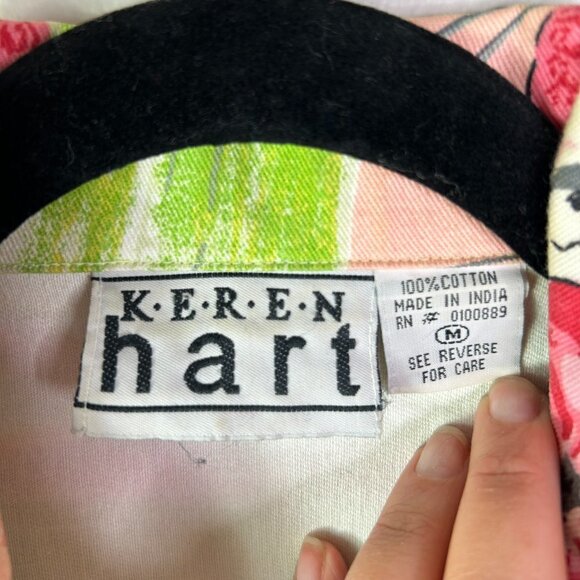 K·E·R·E·N
hart
100% COTTON
MADE IN INDIA
RN # 0100889
M
SEE REVERSE
FOR CARE